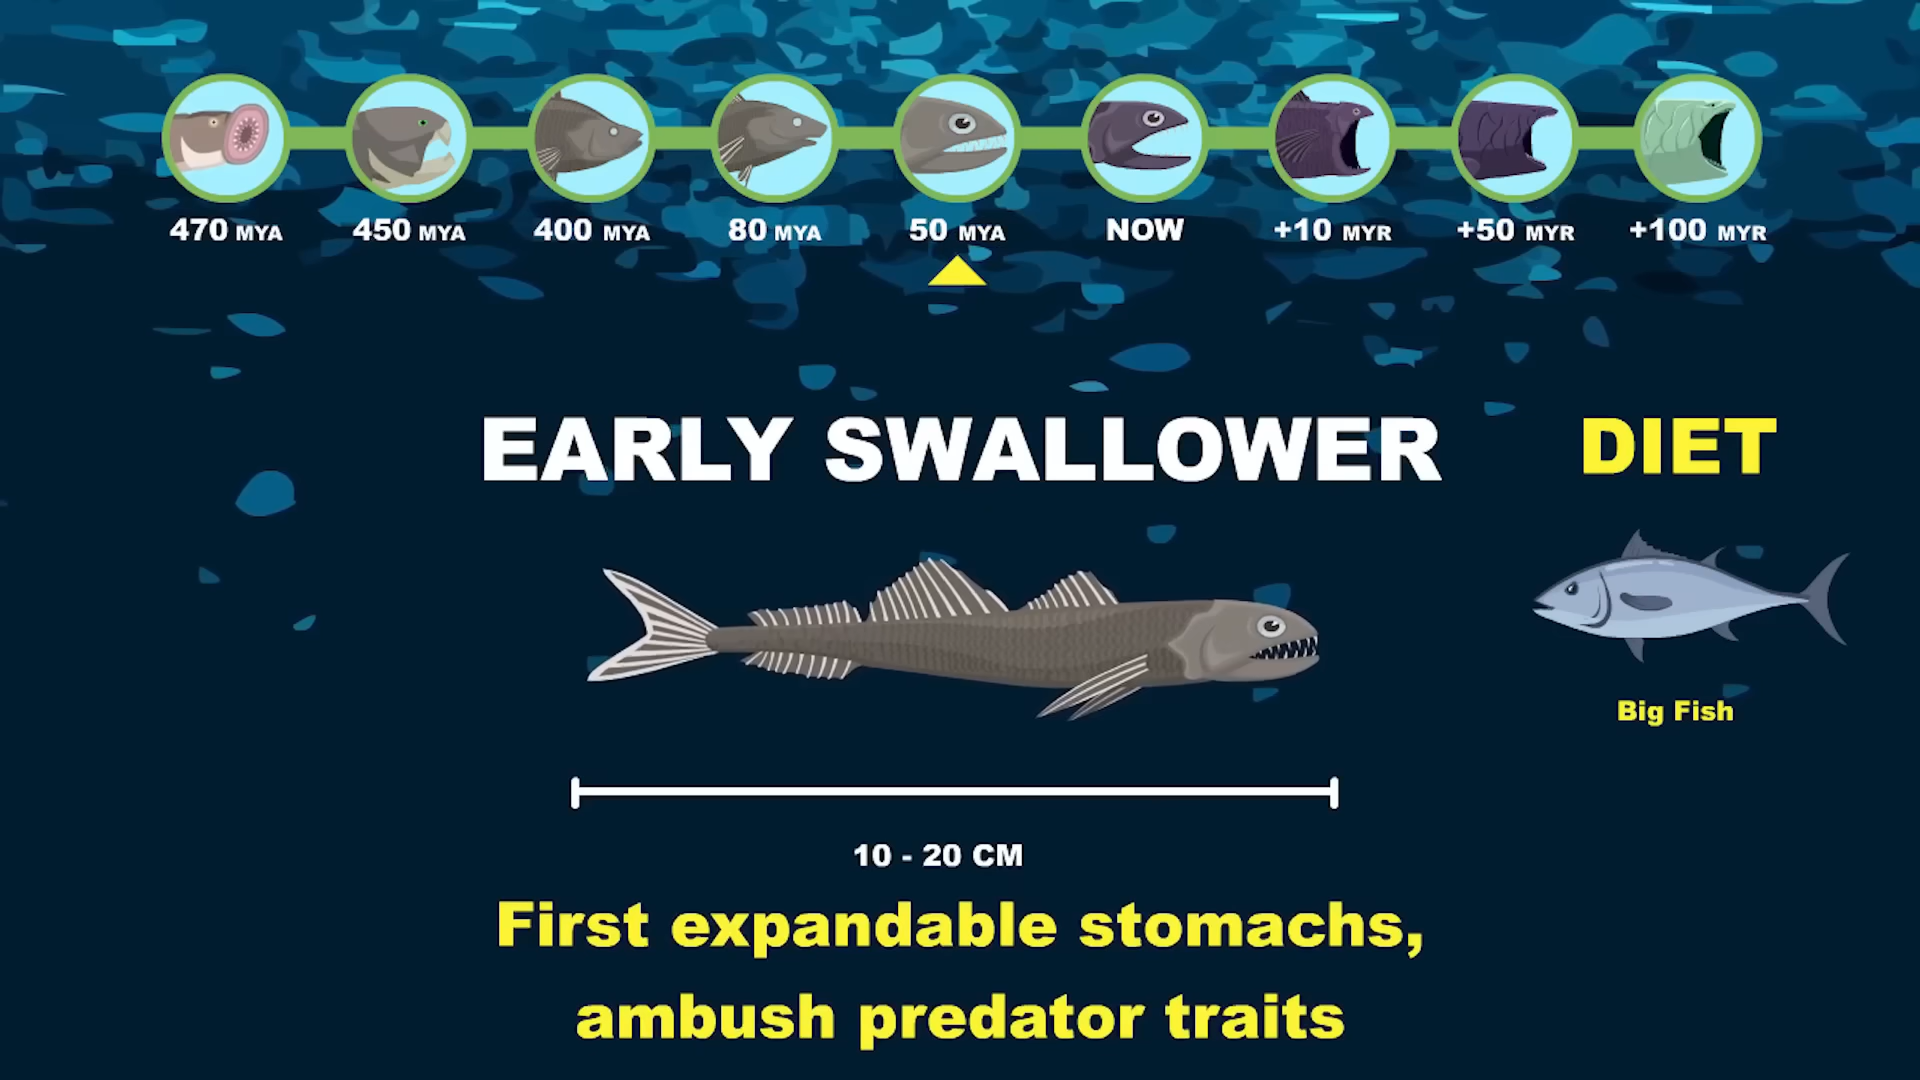 470 MYA
450 MYA
400 MYA
80 MYA
50 MYA
NOW
+10 MYR
+50 MYR
+100 MYR
EARLY SWALLOWER
DIET
Big Fish
10 - 20 CM
First expandable stomachs,
ambush predator traits